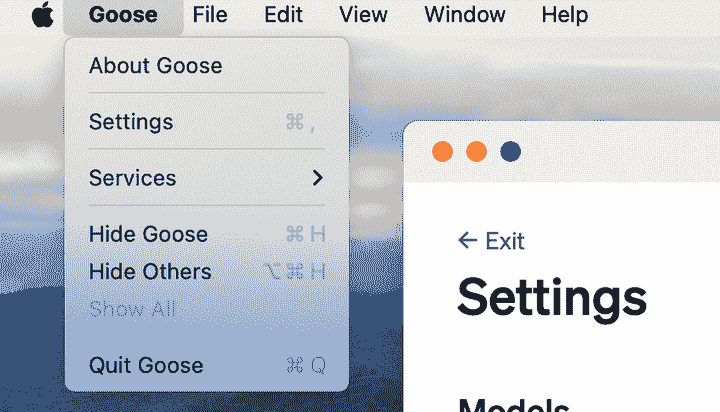 Goose File Edit View Window Help
About Goose
Settings ⌘ ,
Services
Hide Goose ⌘ H
Hide Others ⌥⌘ H
Show All
Quit Goose ⌘ Q
← Exit
Settings
Models